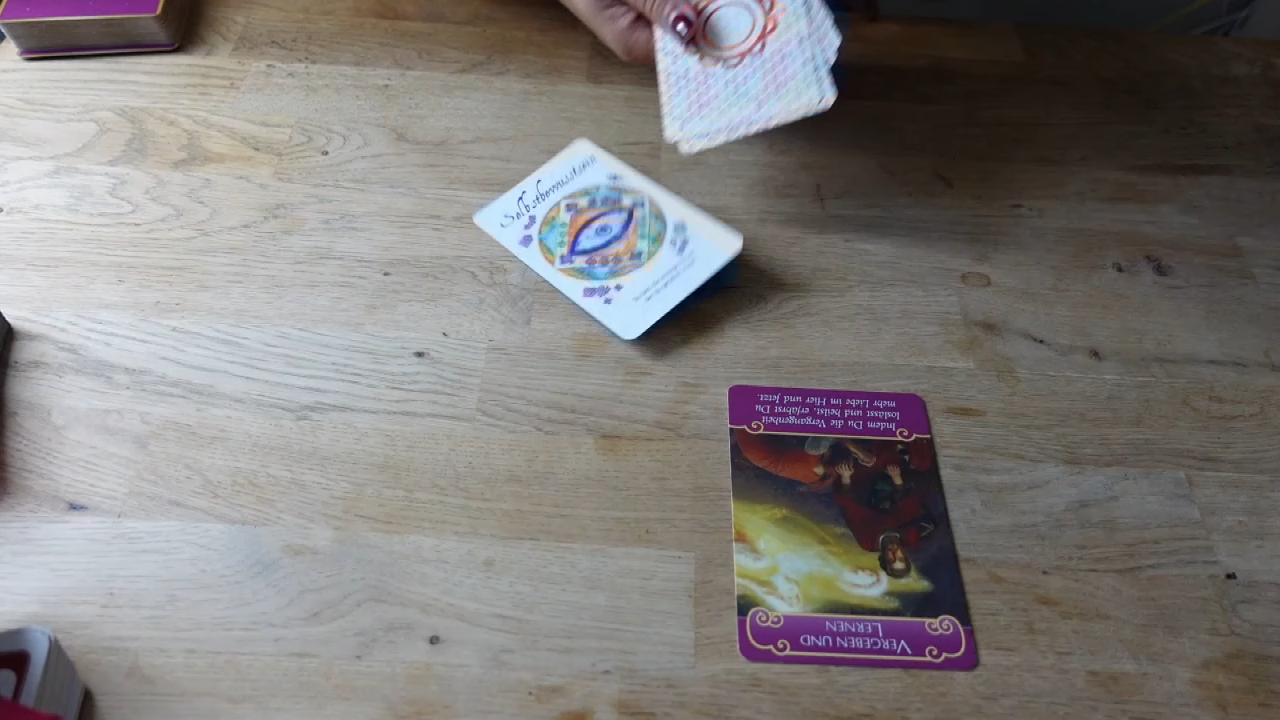 Selbstbewusstsein
VERGEBEN UND
LERNEN
Indem Du die Vergangenheit
loslässt und heilst, erfährst Du
mehr Liebe im Hier und Jetzt.